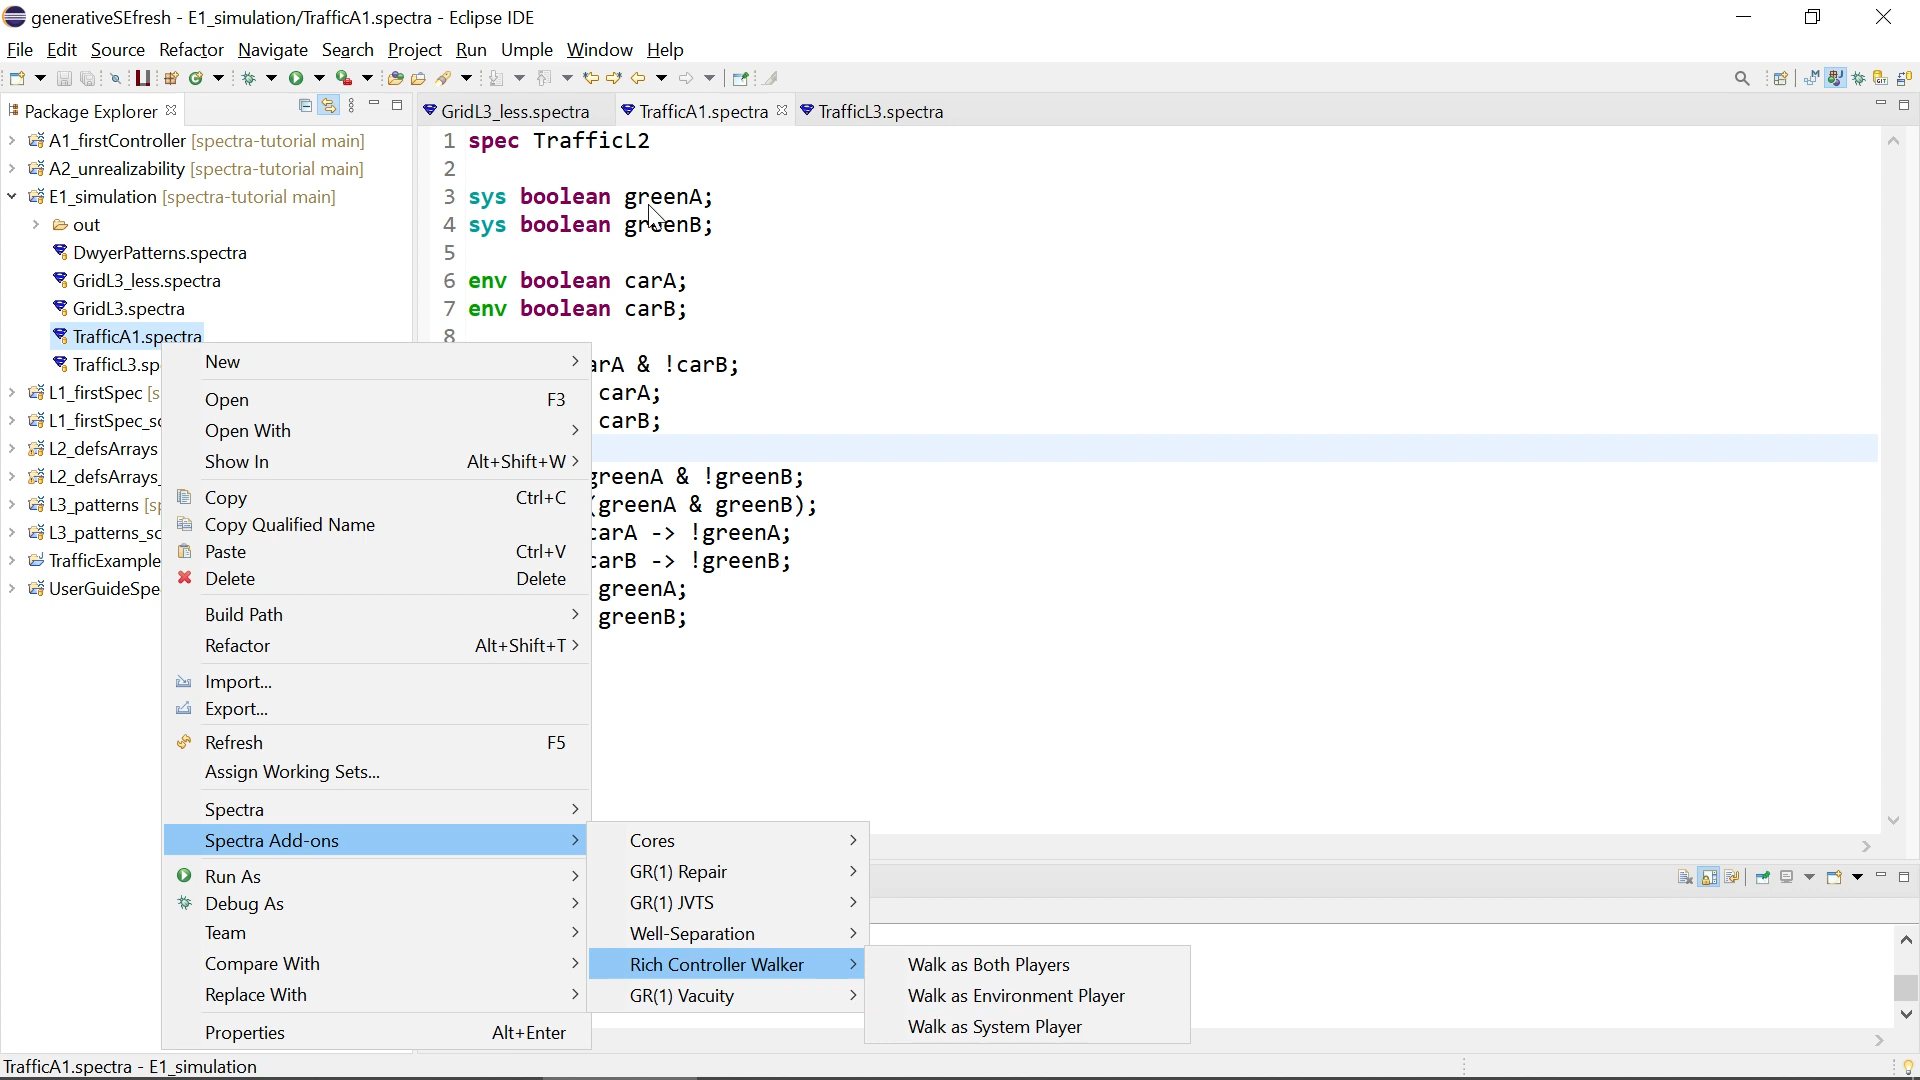 generativeSEfresh - E1_simulation/TrafficA1.spectra - Eclipse IDE
File Edit Source Refactor Navigate Search Project Run Umple Window Help
Package Explorer
A1_firstController [spectra-tutorial main]
A2_unrealizability [spectra-tutorial main]
E1_simulation [spectra-tutorial main]
out
DwyerPatterns.spectra
GridL3_less.spectra
GridL3.spectra
TrafficA1.spectra
TrafficL3.sp
L1_firstSpec [s
L1_firstSpec_so
L2_defsArrays
L2_defsArrays_
L3_patterns [sp
L3_patterns_so
TrafficExample
UserGuideSpe
GridL3_less.spectra TrafficA1.spectra TrafficL3.spectra
1 spec TrafficL2
2
3 sys boolean greenA;
4 sys boolean greenB;
5
6 env boolean carA;
7 env boolean carB;
8
arA & !carB;
carA;
carB;
greenA & !greenB;
(greenA & greenB);
carA -> !greenA;
carB -> !greenB;
greenA;
greenB;
New
Open F3
Open With
Show In Alt+Shift+W
Copy Ctrl+C
Copy Qualified Name
Paste Ctrl+V
Delete Delete
Build Path
Refactor Alt+Shift+T
Import...
Export...
Refresh F5
Assign Working Sets...
Spectra
Spectra Add-ons
Run As
Debug As
Team
Compare With
Replace With
Properties Alt+Enter
Cores
GR(1) Repair
GR(1) JVTS
Well-Separation
Rich Controller Walker
GR(1) Vacuity
Walk as Both Players
Walk as Environment Player
Walk as System Player
TrafficA1.spectra - E1_simulation